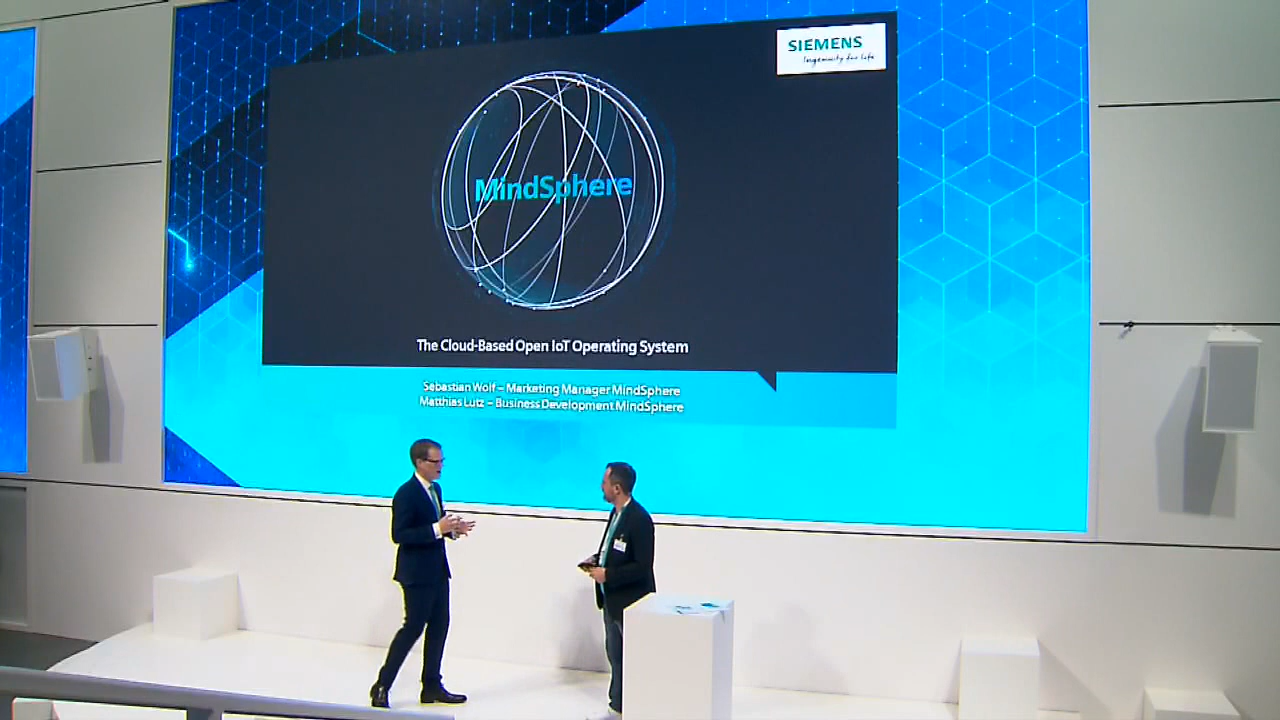 SIEMENS
Ingenuity for life
MindSphere
The Cloud-Based Open IoT Operating System
Sebastian Wolf – Marketing Manager MindSphere
Matthias Lutz – Business Development MindSphere